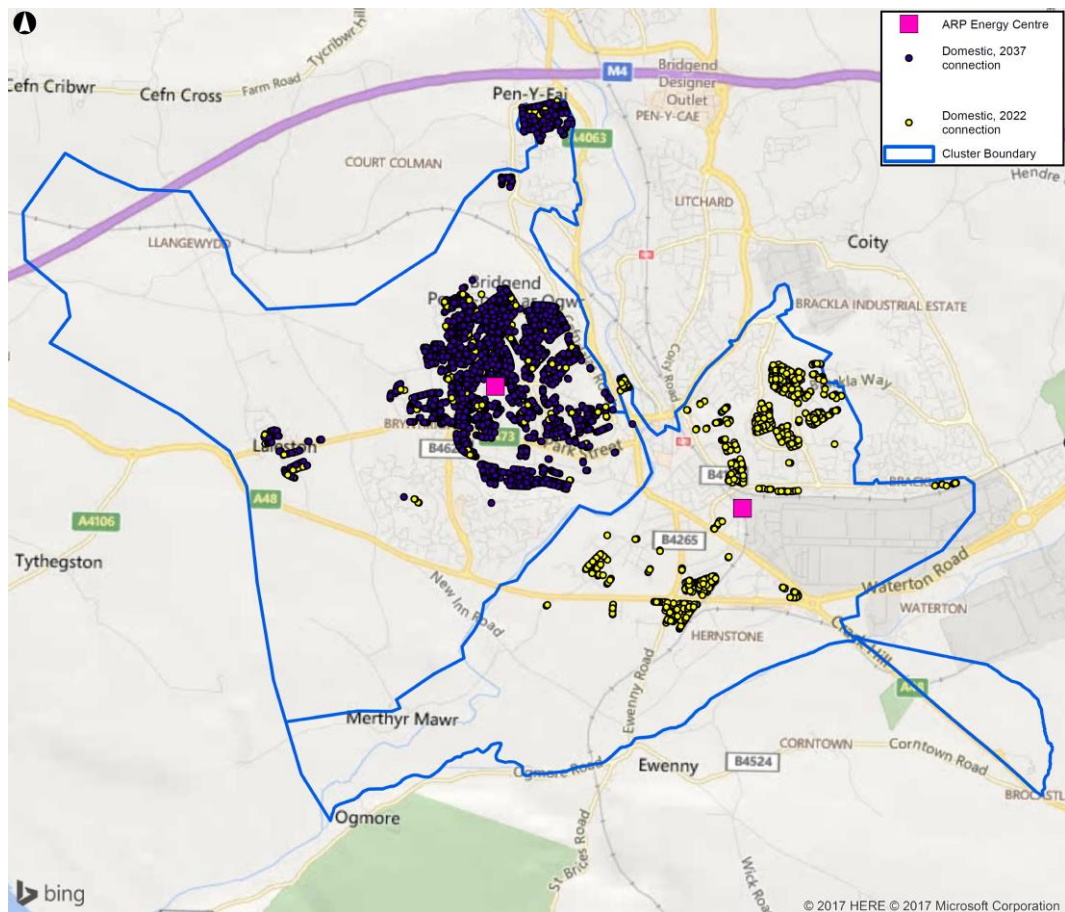 ARP Energy Centre
Domestic, 2037
connection
Domestic, 2022
connection
Cluster Boundary
Tycribwr Hill
Cefn Cribwr
Cefn Cross
Farm Road
M4
Bridgend
Designer
Outlet
Pen-Y-Fai
PEN-Y-CAE
A4063
COURT COLMAN
Hendre
LITCHARD
LLANGEWYDD
Coity
Bridgend
BRACKLA INDUSTRIAL ESTATE
Coity Road
Way
Laleston
Park Street
A48
A4106
B4265
Tythegston
Waterton Road
New Inn Road
WATERTON
HERNSTONE
Crack Hill
Ewenny Road
A48
Merthyr Mawr
CORNTOWN
Corntown Road
Ewenny
B4524
Ogmore Road
Ogmore
St Brides Road
Wick Road
bing
© 2017 HERE © 2017 Microsoft Corporation